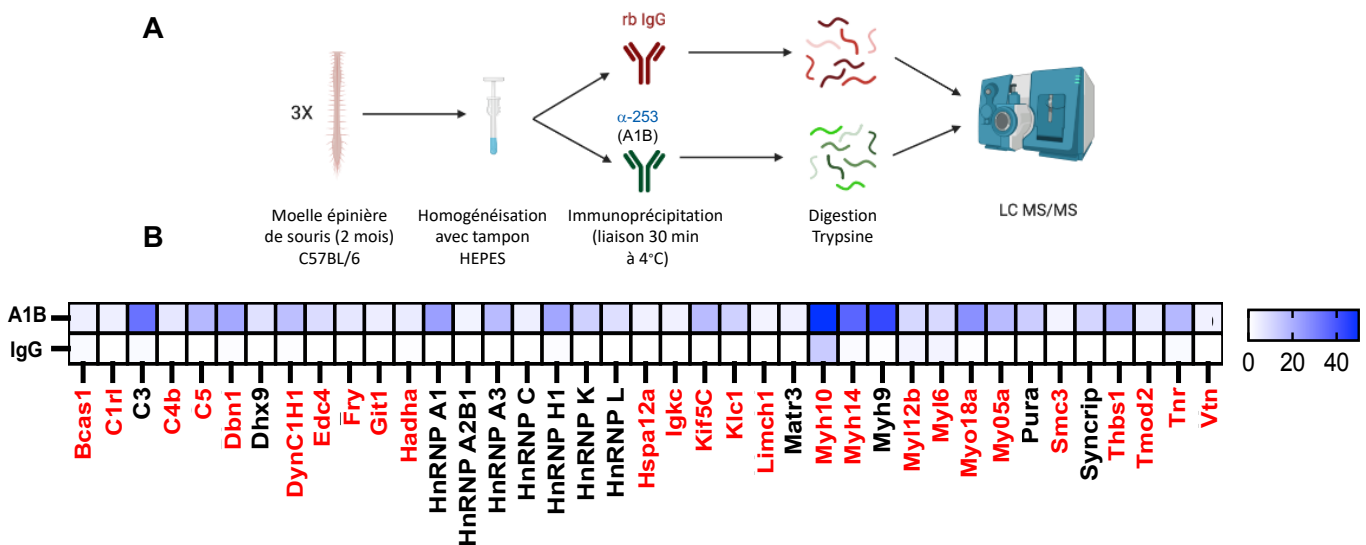 A
rb IgG
3X
α-253
(A1B)
LC MS/MS
Moelle épinière
de souris (2 mois)
C57BL/6
Homogénéisation
avec tampon
HEPES
Immunoprécipitation
(liaison 30 min
à 4°C)
Digestion
Trypsine
B
A1B
IgG
0 20 40
Bcas1
C1rl
C3
C4b
C5
Dbn1
Dhx9
DynC1H1
Edc4
Fry
Git1
Hadha
HnRNP A1
HnRNP A2B1
HnRNP A3
HnRNP C
HnRNP H1
HnRNP K
HnRNP L
Hspa12a
Igkc
Kif5C
Klc1
Limch1
Matr3
Myh10
Myh14
Myh9
Myl12b
Myl6
Myo18a
My05a
Pura
Smc3
Syncrip
Thbs1
Tmod2
Tnr
Vtn